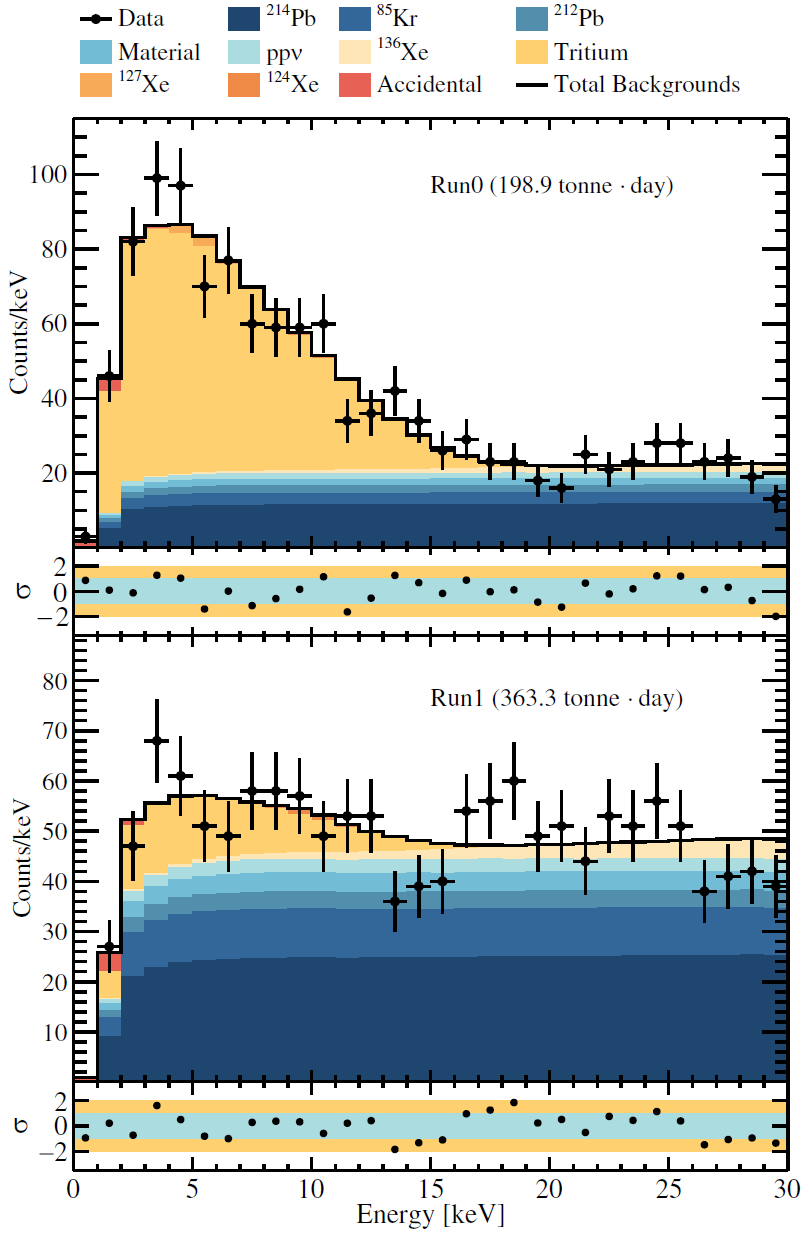 Data ²¹⁴Pb ⁸⁵Kr ²¹²Pb
Material ppν ¹³⁶Xe Tritium
¹²⁷Xe ¹²⁴Xe Accidental Total Backgrounds
Run0 (198.9 tonne · day)
Counts/keV
100
80
60
40
20
σ
2
0
−2
Run1 (363.3 tonne · day)
Counts/keV
80
70
60
50
40
30
20
10
σ
2
0
−2
0 5 10 15 20 25 30
Energy [keV]